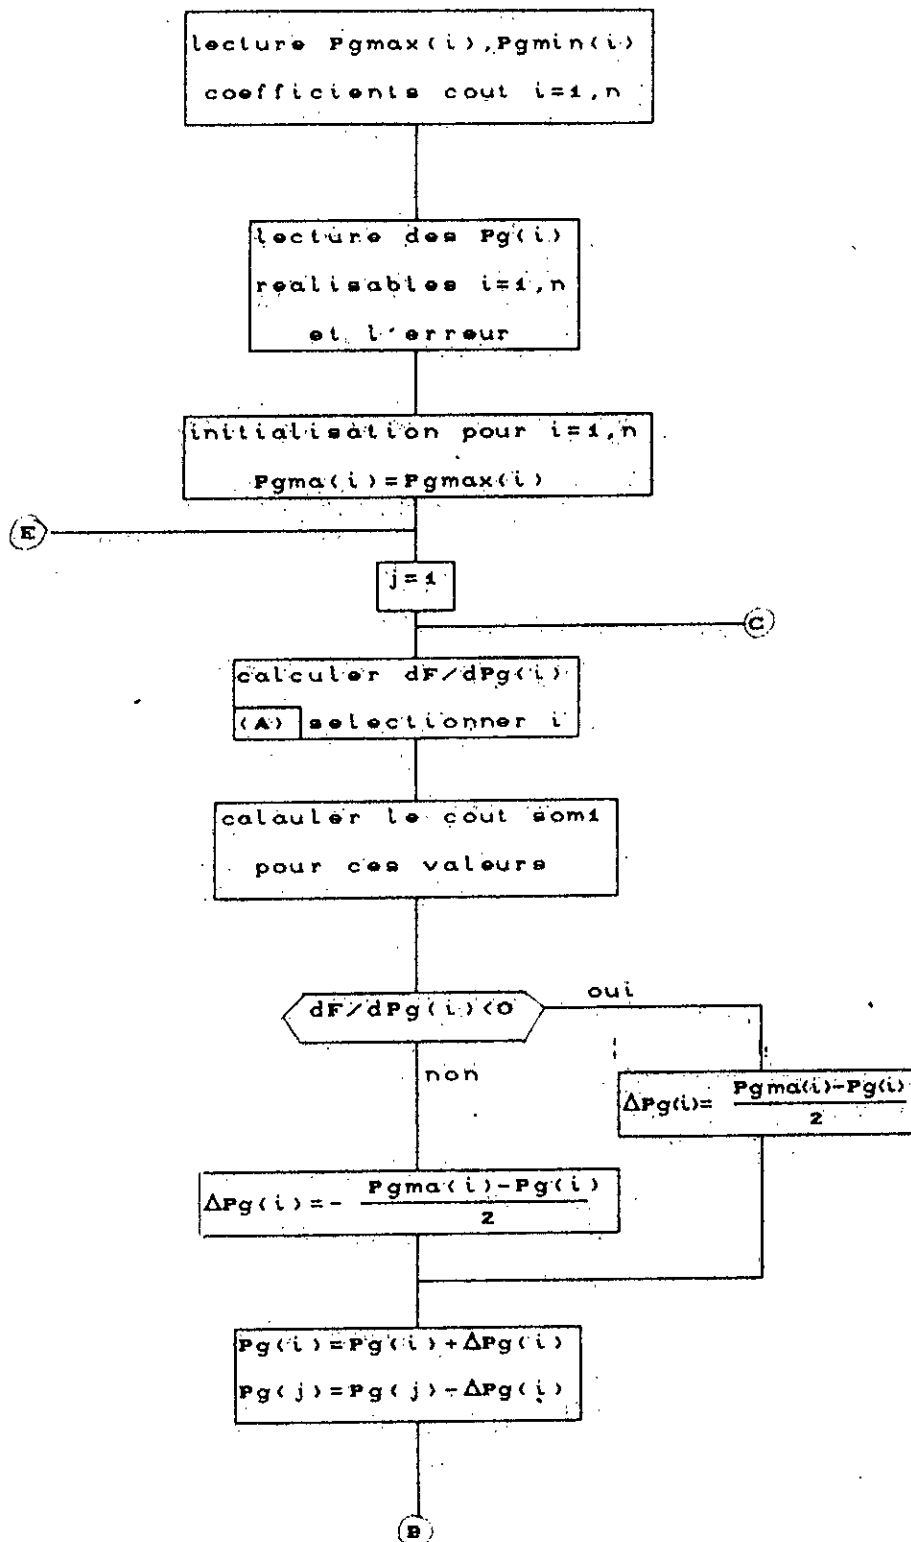 lecture Pgmax(i),Pgmin(i)
coefficients cout i=1,n
lecture des Pg(i)
realisables i=1,n
et l'erreur
initialisation pour i=1,n
Pgma(i)=Pgmax(i)
E
j=1
C
calculer dF/dPg(i)
(A) selectionner i
calauler le cout som1
pour ces valeurs
dF/dPg(i)<0
oui
non
ΔPg(i)= Pgma(i)-Pg(i)
2
ΔPg(i)=- Pgma(i)-Pg(i)
2
Pg(i)=Pg(i)+ΔPg(i)
Pg(j)=Pg(j)-ΔPg(i)
B